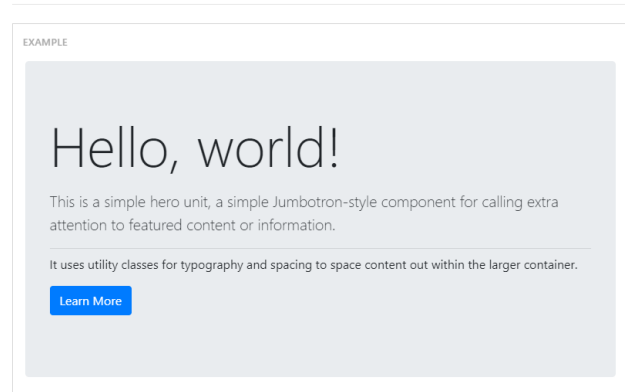 EXAMPLE
Hello, world!
This is a simple hero unit, a simple Jumbotron-style component for calling extra
attention to featured content or information.
It uses utility classes for typography and spacing to space content out within the larger container.
Learn More